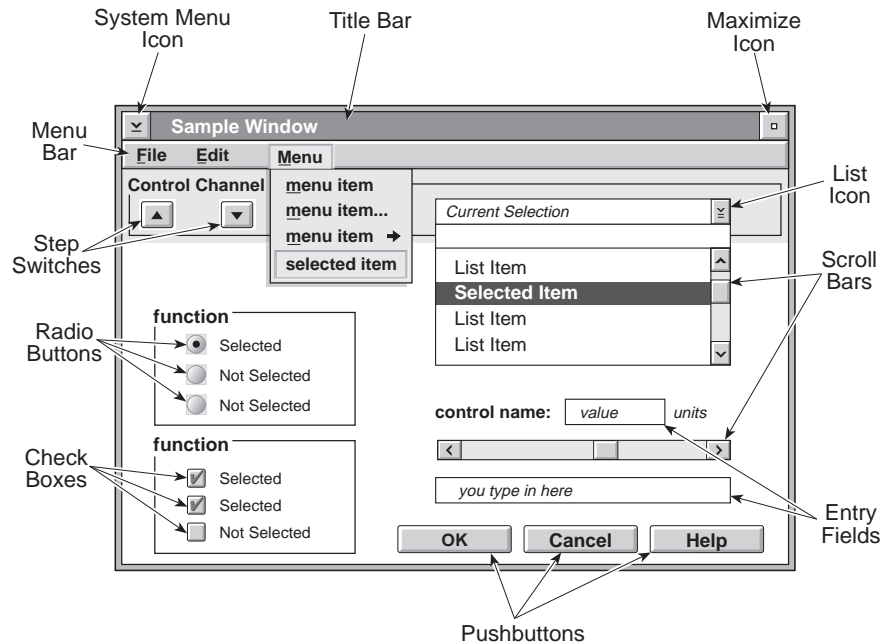 System Menu
Icon
Title Bar
Maximize
Icon
Sample Window
Menu
Bar
File Edit Menu
Control Channel
menu item
menu item...
menu item
selected item
Current Selection
List
Icon
Step
Switches
List Item
Selected Item
List Item
List Item
Scroll
Bars
function
Radio
Buttons
Selected
Not Selected
Not Selected
control name: value units
function
Check
Boxes
Selected
Selected
Not Selected
you type in here
Entry
Fields
OK Cancel Help
Pushbuttons